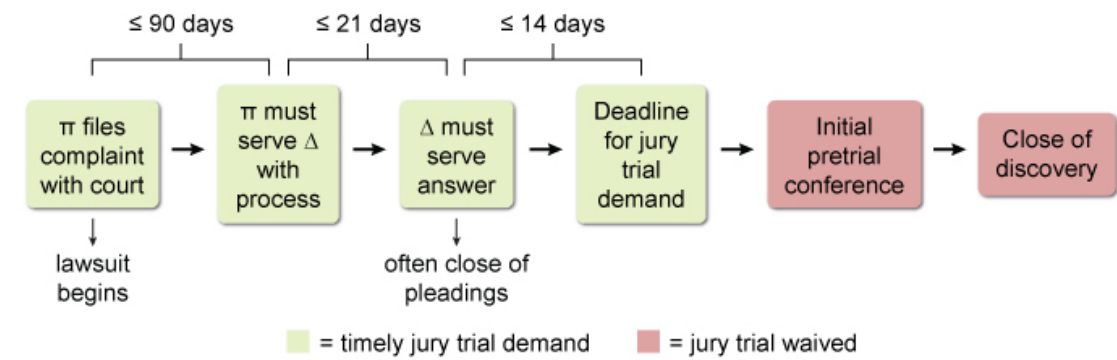 ≤ 90 days
≤ 21 days
≤ 14 days
π files
complaint
with court
π must
serve Δ
with
process
Δ must
serve
answer
Deadline
for jury
trial
demand
Initial
pretrial
conference
Close of
discovery
lawsuit
begins
often close of
pleadings
= timely jury trial demand
= jury trial waived